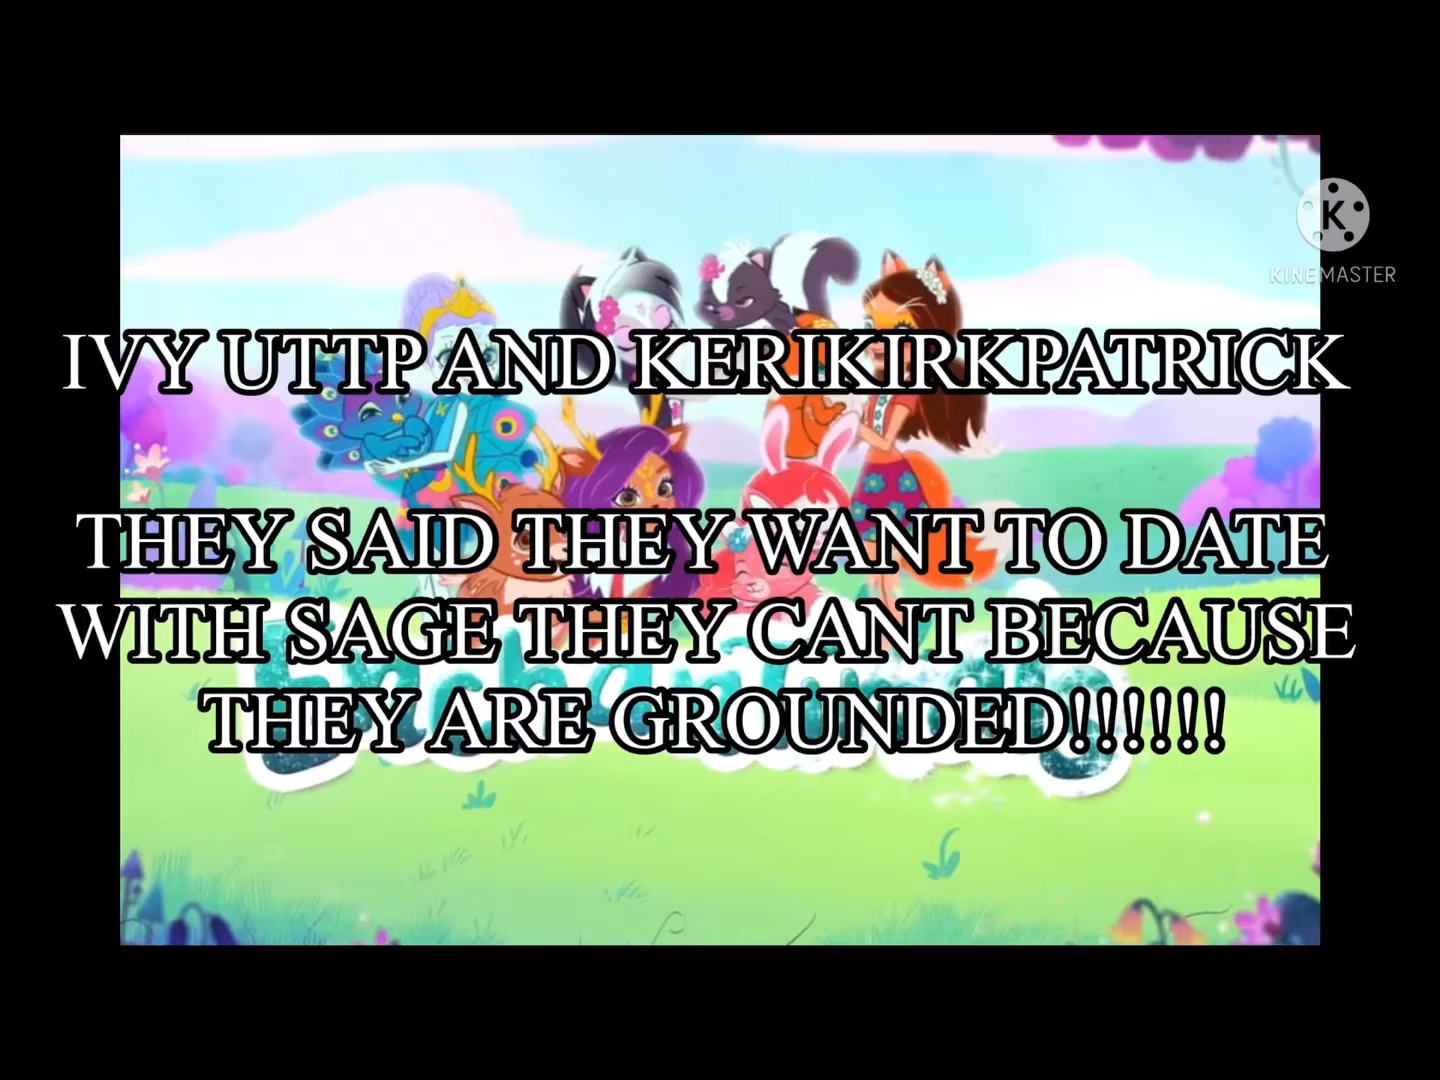 K
KINEMASTER
IVY UTTP AND KERIKIRKPATRICK
THEY SAID THEY WANT TO DATE
WITH SAGE THEY CANT BECAUSE
THEY ARE GROUNDED!!!!!!
Enchantimals